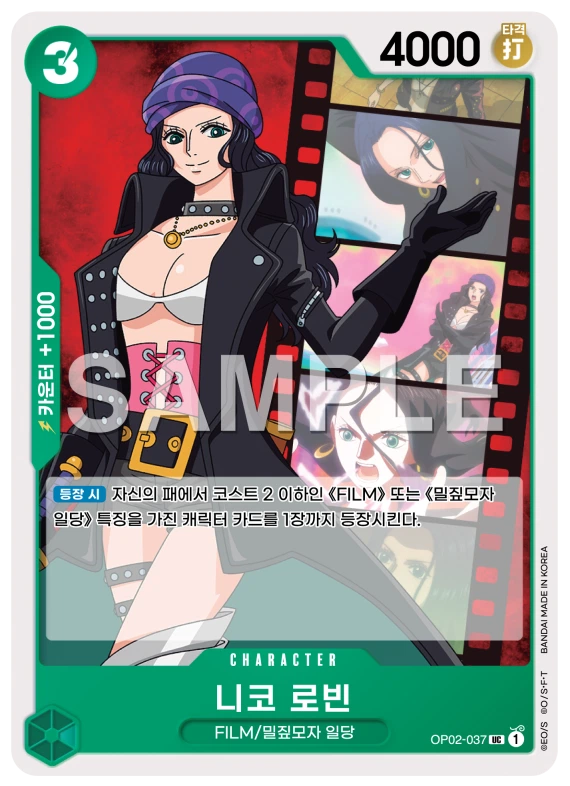 3
4000
타격
打
카운터 +1000
SAMPLE
등장 시 자신의 패에서 코스트 2 이하인 《FILM》 또는 《밀짚모자
일당》 특징을 가진 캐릭터 카드를 1장까지 등장시킨다.
CHARACTER
니코 로빈
FILM/밀짚모자 일당
OP02-037 UC 1
©EO/S ©O/S·F·T BANDAI MADE IN KOREA